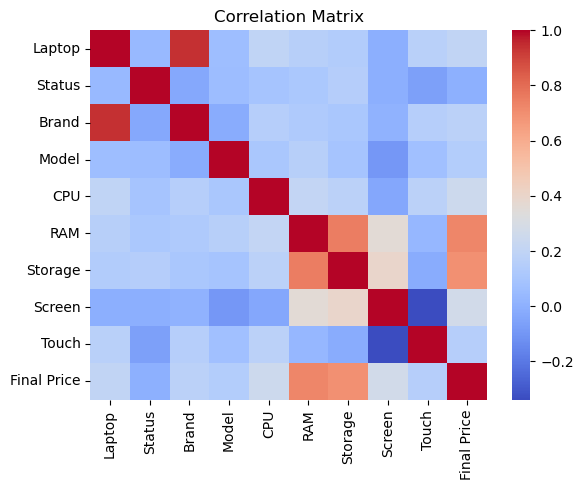 Correlation Matrix
Laptop
Status
Brand
Model
CPU
RAM
Storage
Screen
Touch
Final Price
Laptop
Status
Brand
Model
CPU
RAM
Storage
Screen
Touch
Final Price
1.0
0.8
0.6
0.4
0.2
0.0
−0.2